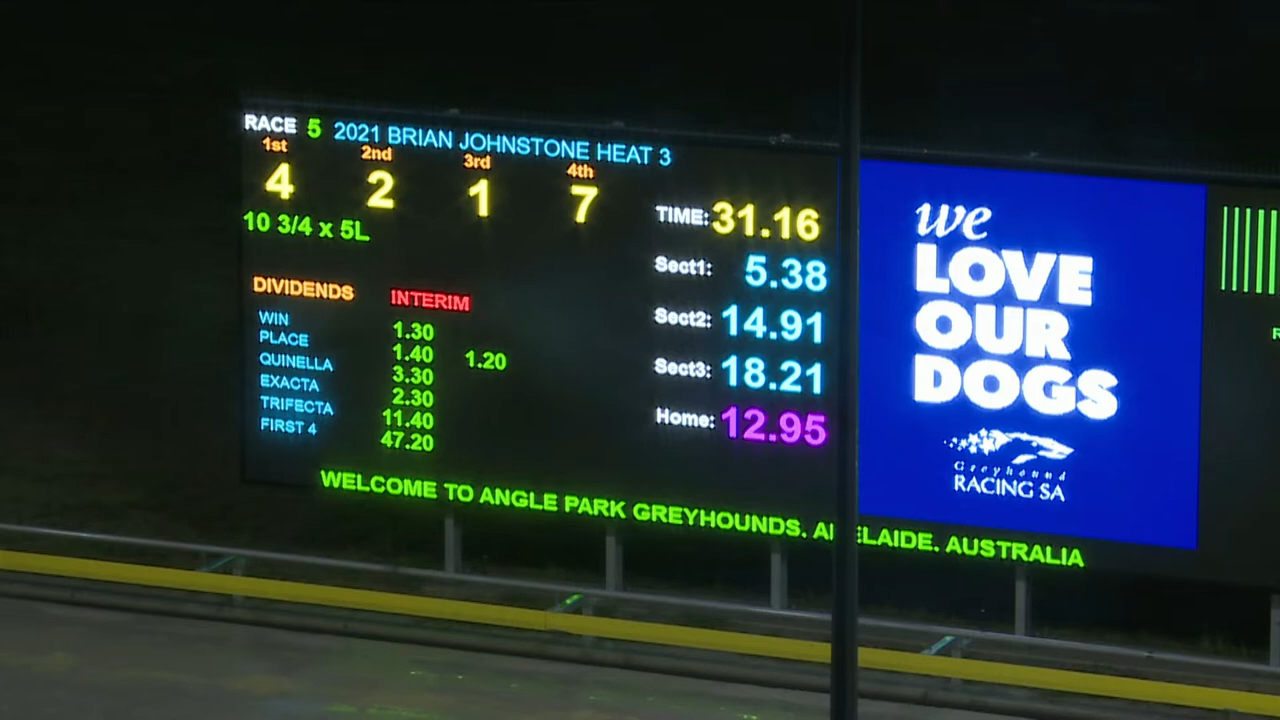 RACE 5 2021 BRIAN JOHNSTONE HEAT 3
1st 2nd 3rd 4th
4 2 1 7
10 3/4 x 5L
TIME: 31.16
Sect1: 5.38
Sect2: 14.91
Sect3: 18.21
Home: 12.95
DIVIDENDS INTERIM
WIN 1.30
PLACE 1.40 1.20
QUINELLA 3.30
EXACTA 2.30
TRIFECTA 11.40
FIRST 4 47.20
we
LOVE
OUR
DOGS
Greyhound
RACING SA
WELCOME TO ANGLE PARK GREYHOUNDS. ADELAIDE. AUSTRALIA